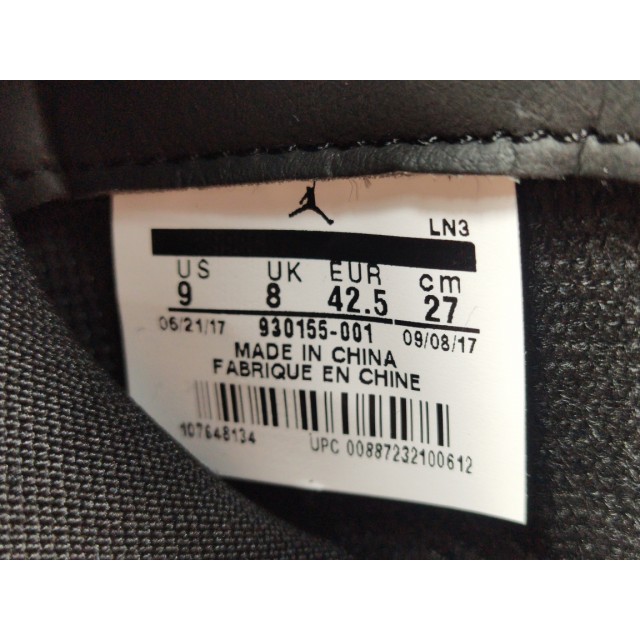 LN3
US UK EUR cm
9 8 42.5 27
06/21/17 930155-001 09/08/17
MADE IN CHINA
FABRIQUE EN CHINE
107648134 UPC 00887232100612